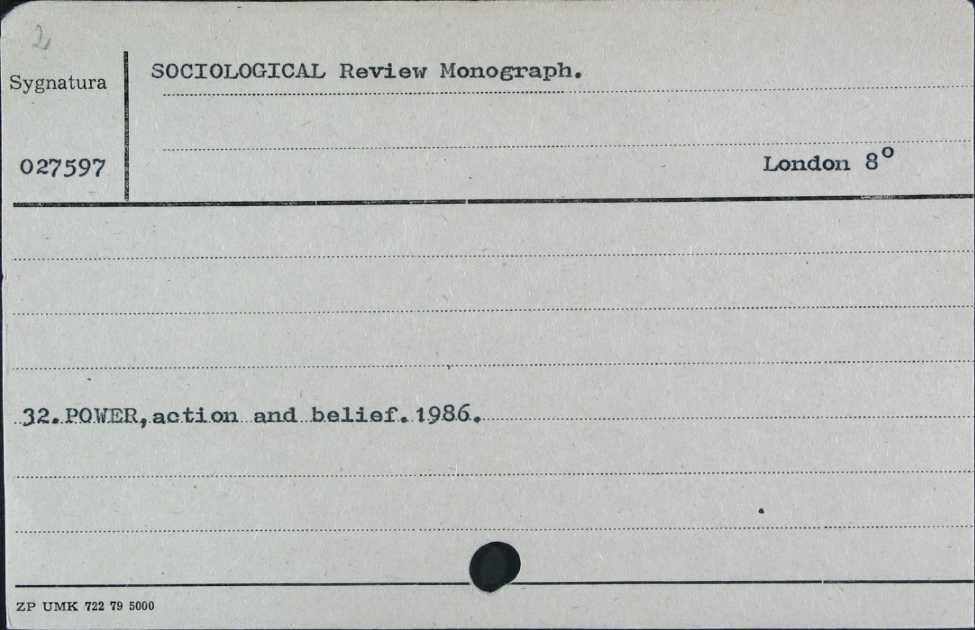 2
SOCIOLOGICAL Review Monograph.
Sygnatura
027597
London 8°
32.POWER,action and belief.1986.
ZP UMK 722 79 5000